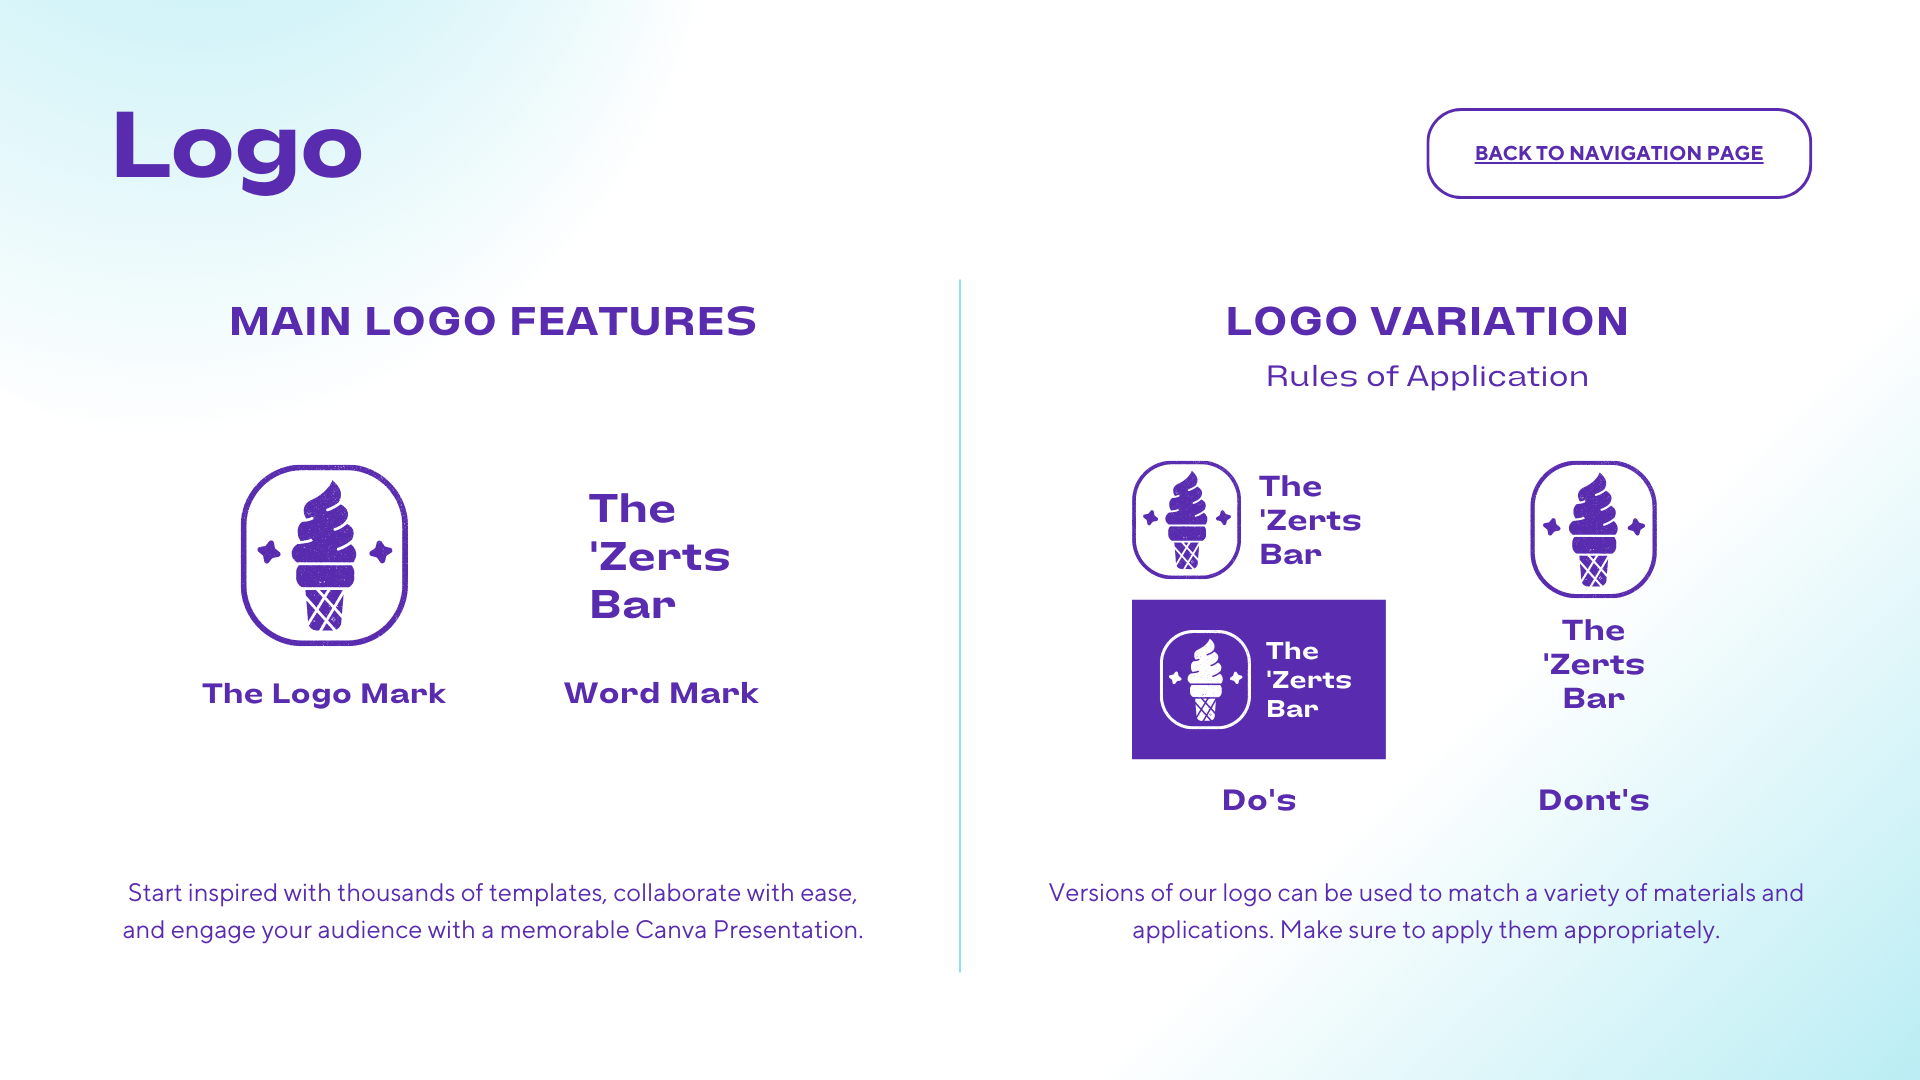 Logo
BACK TO NAVIGATION PAGE
MAIN LOGO FEATURES
The
'Zerts
Bar
The Logo Mark
Word Mark
Start inspired with thousands of templates, collaborate with ease,
and engage your audience with a memorable Canva Presentation.
LOGO VARIATION
Rules of Application
The
'Zerts
Bar
The
'Zerts
Bar
Do's
The
'Zerts
Bar
Dont's
Versions of our logo can be used to match a variety of materials and
applications. Make sure to apply them appropriately.